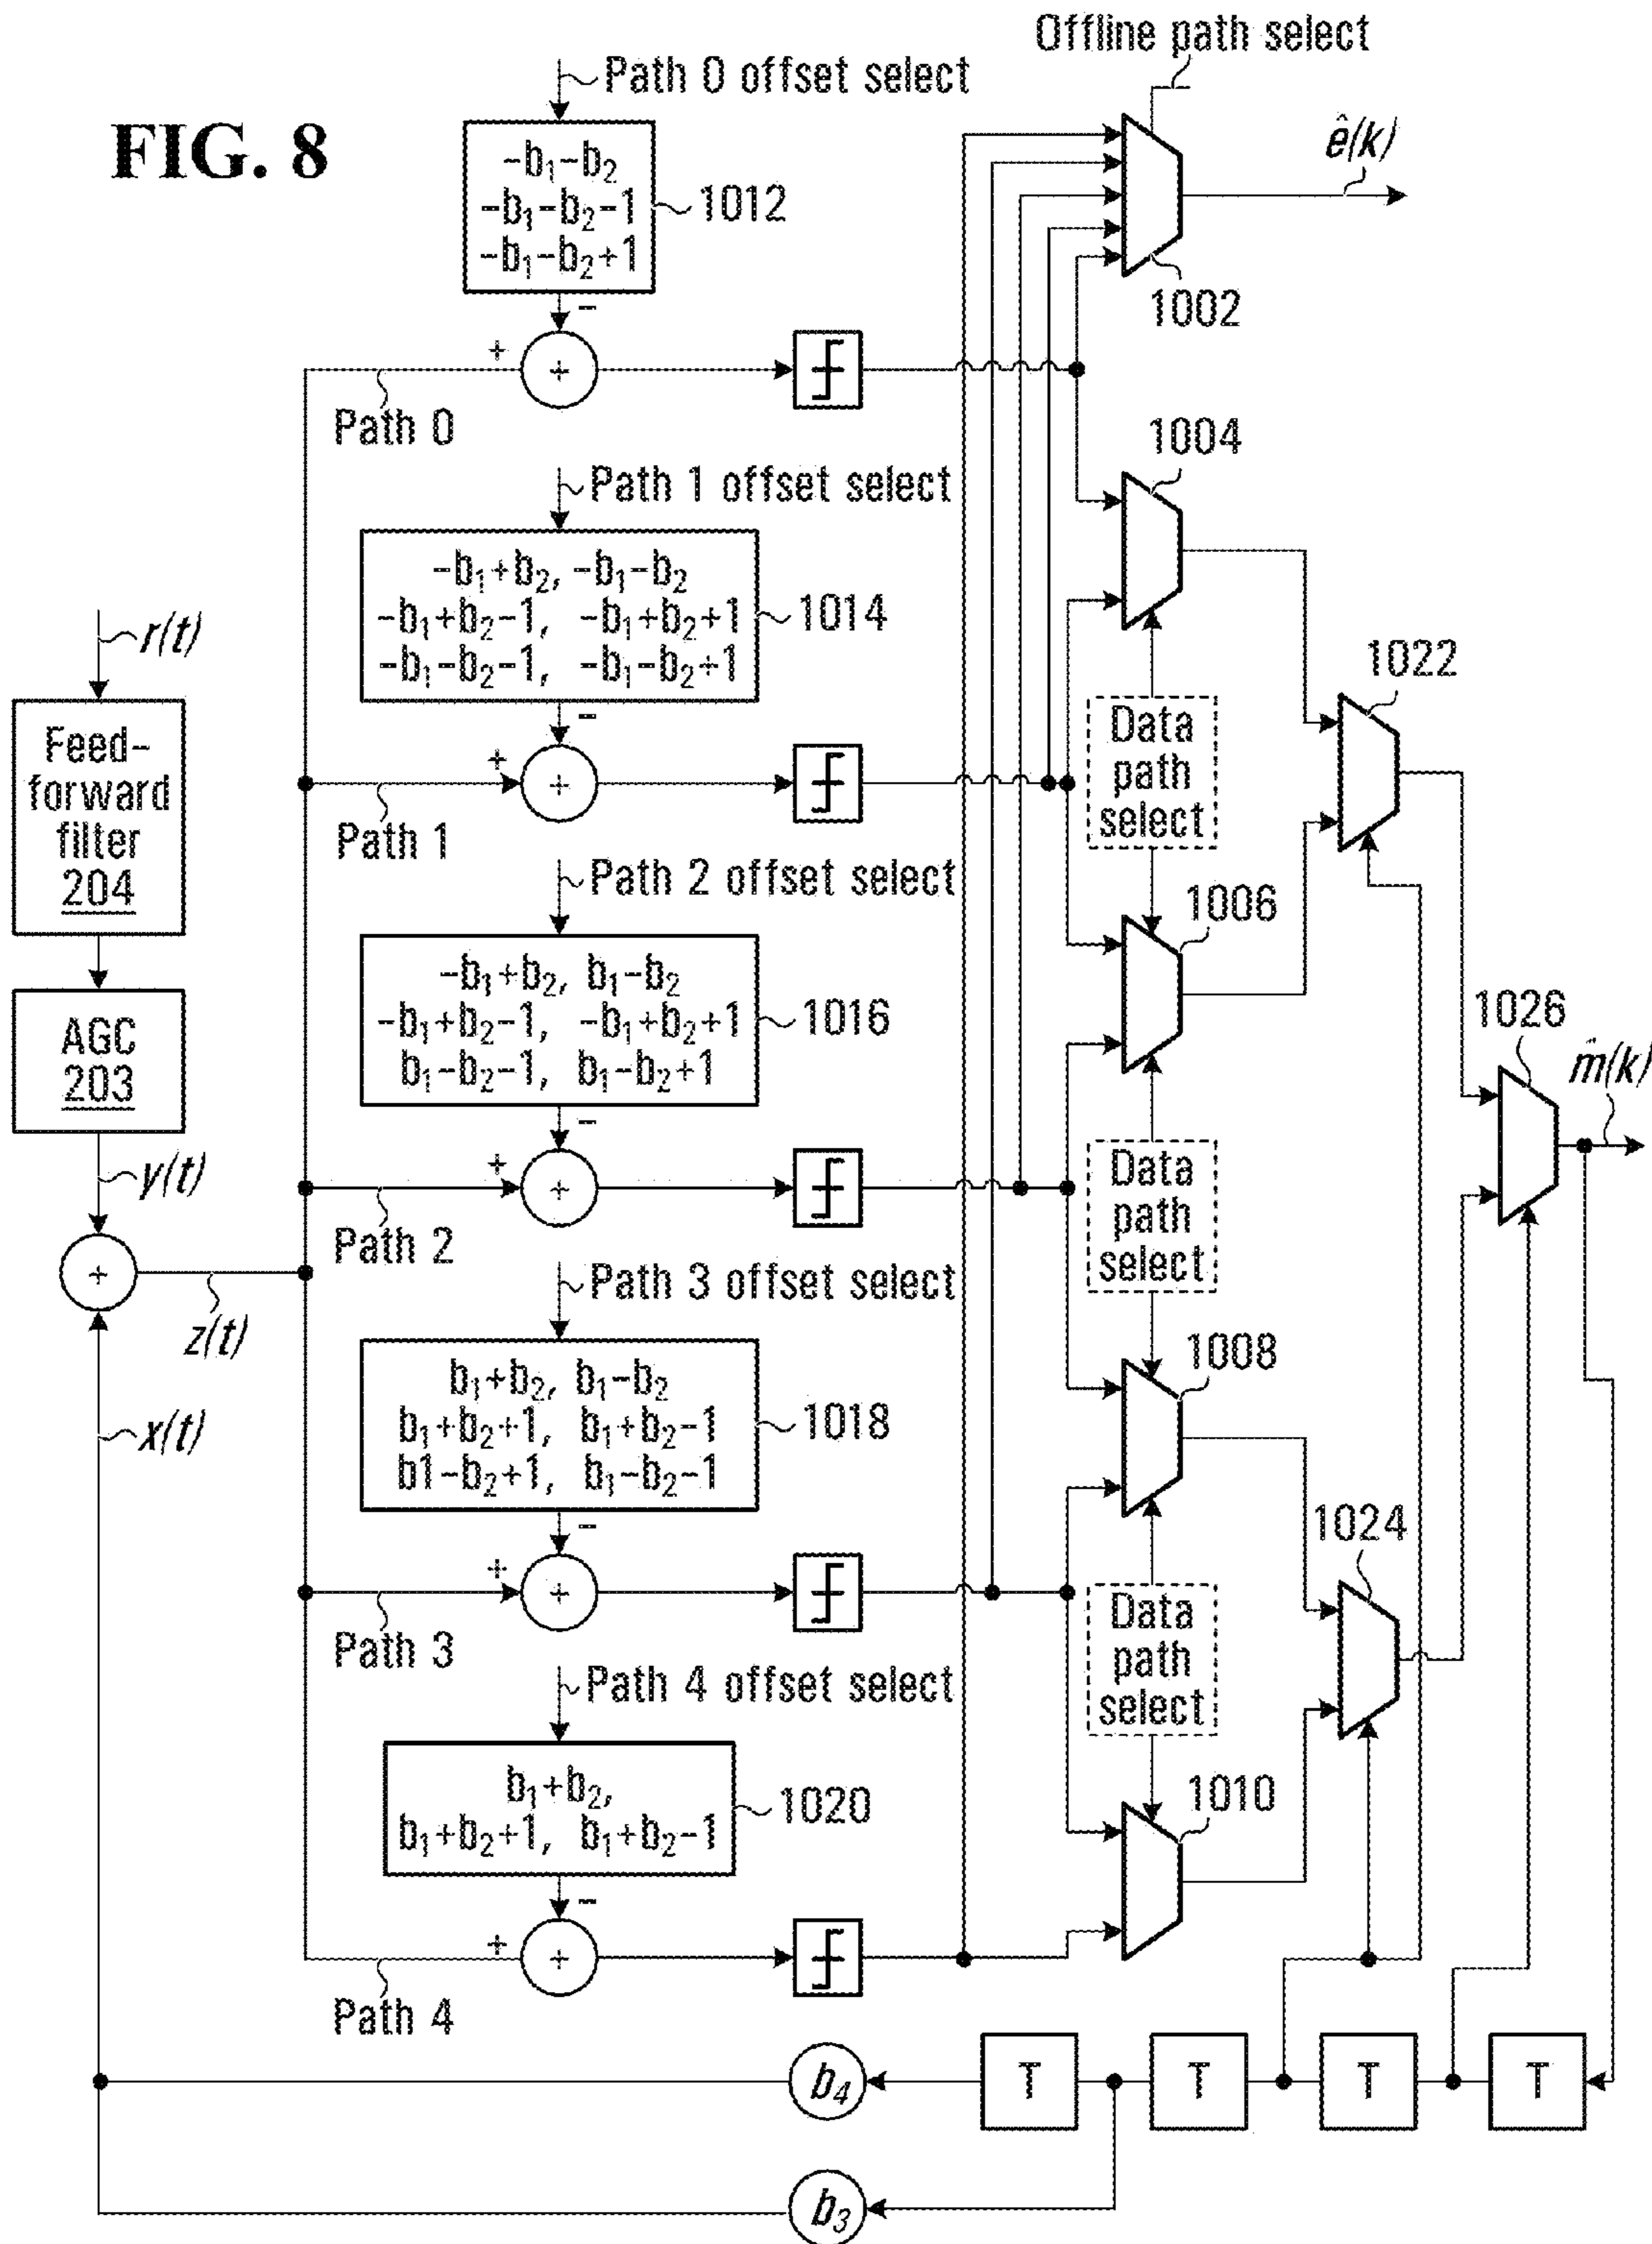 FIG. 8
Offline path select
Path 0 offset select
ê(k)
-b₁-b₂
-b₁-b₂-1
-b₁-b₂+1
1012
1002
-
+
+
Path 0
1004
Path 1 offset select
-b₁+b₂, -b₁-b₂
-b₁+b₂-1, -b₁+b₂+1
-b₁-b₂-1, -b₁-b₂+1
1014
r(t)
1022
Feed-
forward
filter
204
Data
path
select
-
+
+
Path 1
Path 2 offset select
1006
-b₁+b₂, b₁-b₂
-b₁+b₂-1, -b₁+b₂+1
b₁-b₂-1, b₁-b₂+1
1016
AGC
203
1026
m̂(k)
-
+
+
Path 2
Data
path
select
y(t)
+
z(t)
Path 3 offset select
1008
b₁+b₂, b₁-b₂
b₁+b₂+1, b₁+b₂-1
b1-b₂+1, b₁-b₂-1
1018
x(t)
1024
-
+
+
Path 3
Data
path
select
Path 4 offset select
b₁+b₂,
b₁+b₂+1, b₁+b₂-1
1020
1010
-
+
+
Path 4
b₄
T
T
T
T
b₃